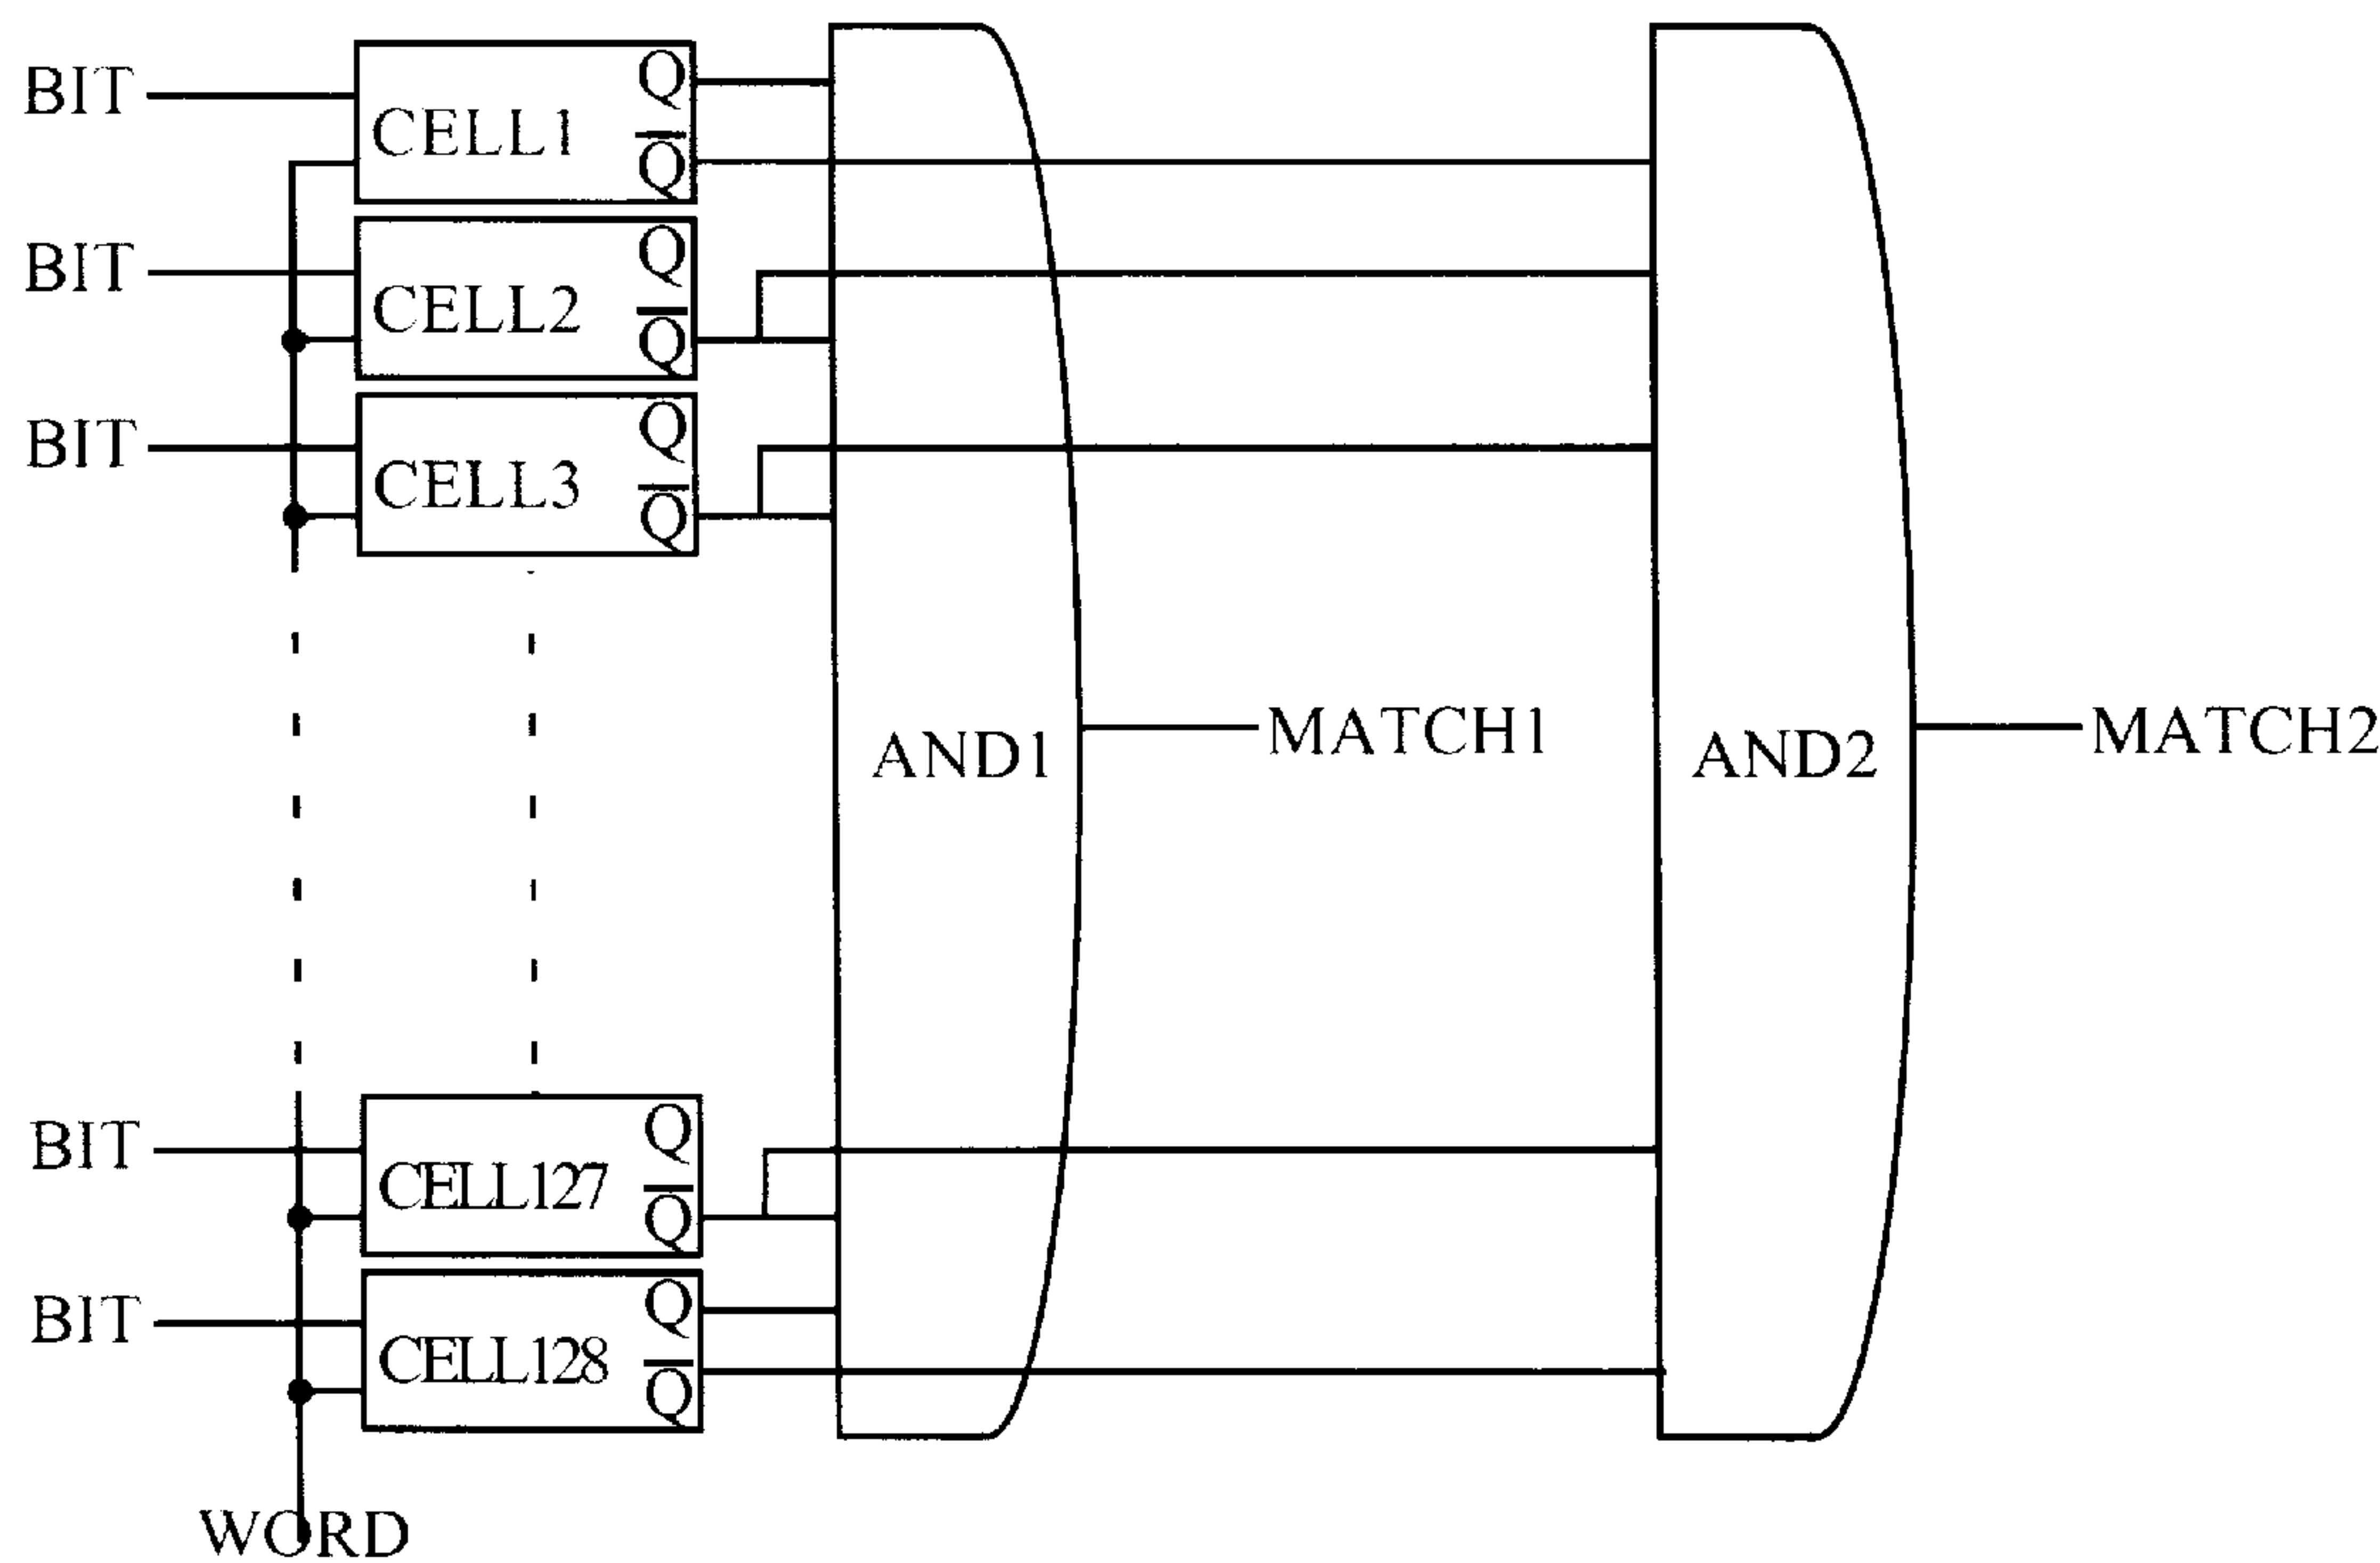 BIT
CELL1
Q
Q̅
BIT
CELL2
Q
Q̅
BIT
CELL3
Q
Q̅
AND1
MATCH1
AND2
MATCH2
BIT
CELL127
Q
Q̅
BIT
CELL128
Q
Q̅
WORD